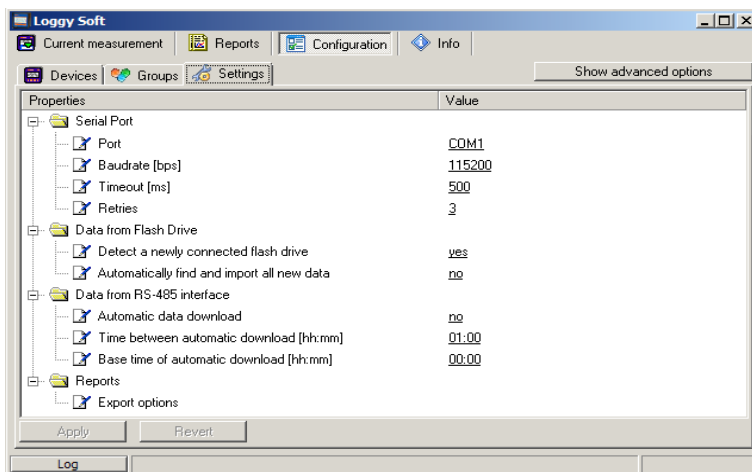 Loggy Soft
Current measurement Reports Configuration Info
Devices Groups Settings Show advanced options
Properties Value
Serial Port
Port COM1
Baudrate [bps] 115200
Timeout [ms] 500
Retries 3
Data from Flash Drive
Detect a newly connected flash drive yes
Automatically find and import all new data no
Data from RS-485 interface
Automatic data download no
Time between automatic download [hh:mm] 01:00
Base time of automatic download [hh:mm] 00:00
Reports
Export options
Apply Revert
Log